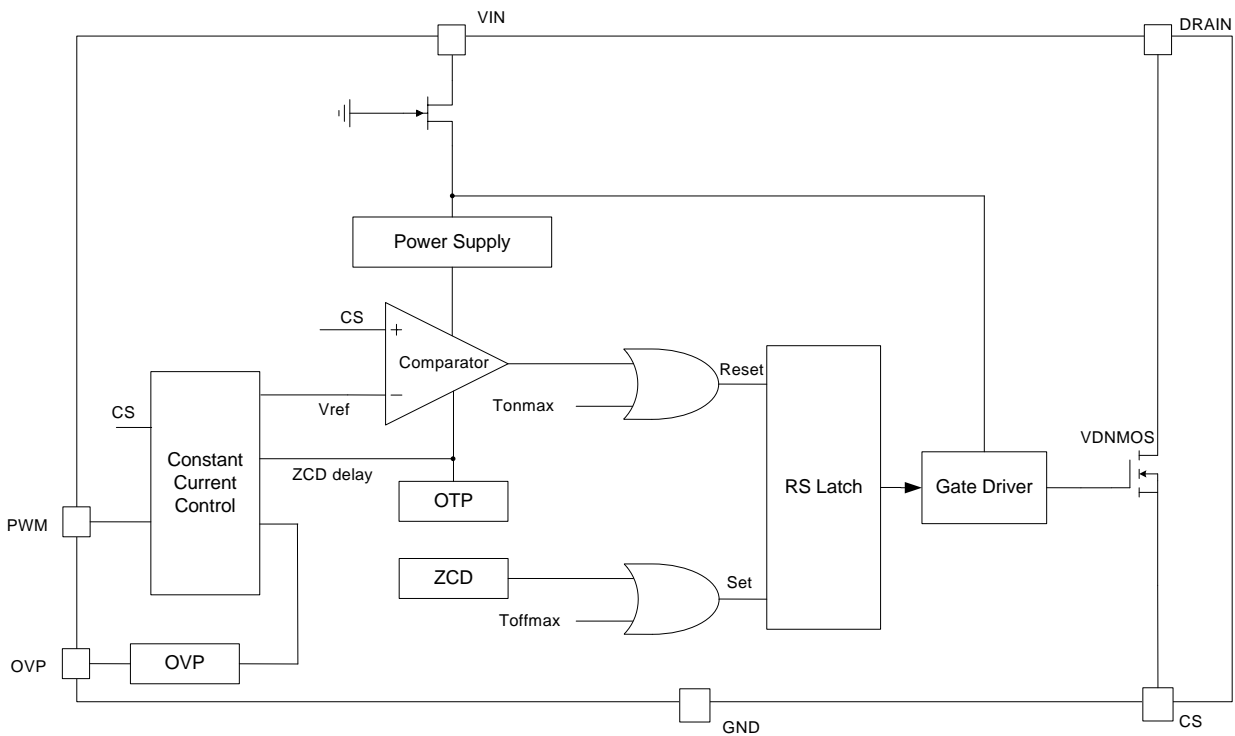 VIN
DRAIN
Power Supply
CS
+
Comparator
Reset
CS
Vref
−
Tonmax
VDNMOS
Constant
Current
Control
ZCD delay
RS Latch
Gate Driver
OTP
PWM
ZCD
Set
Toffmax
OVP
OVP
GND
CS